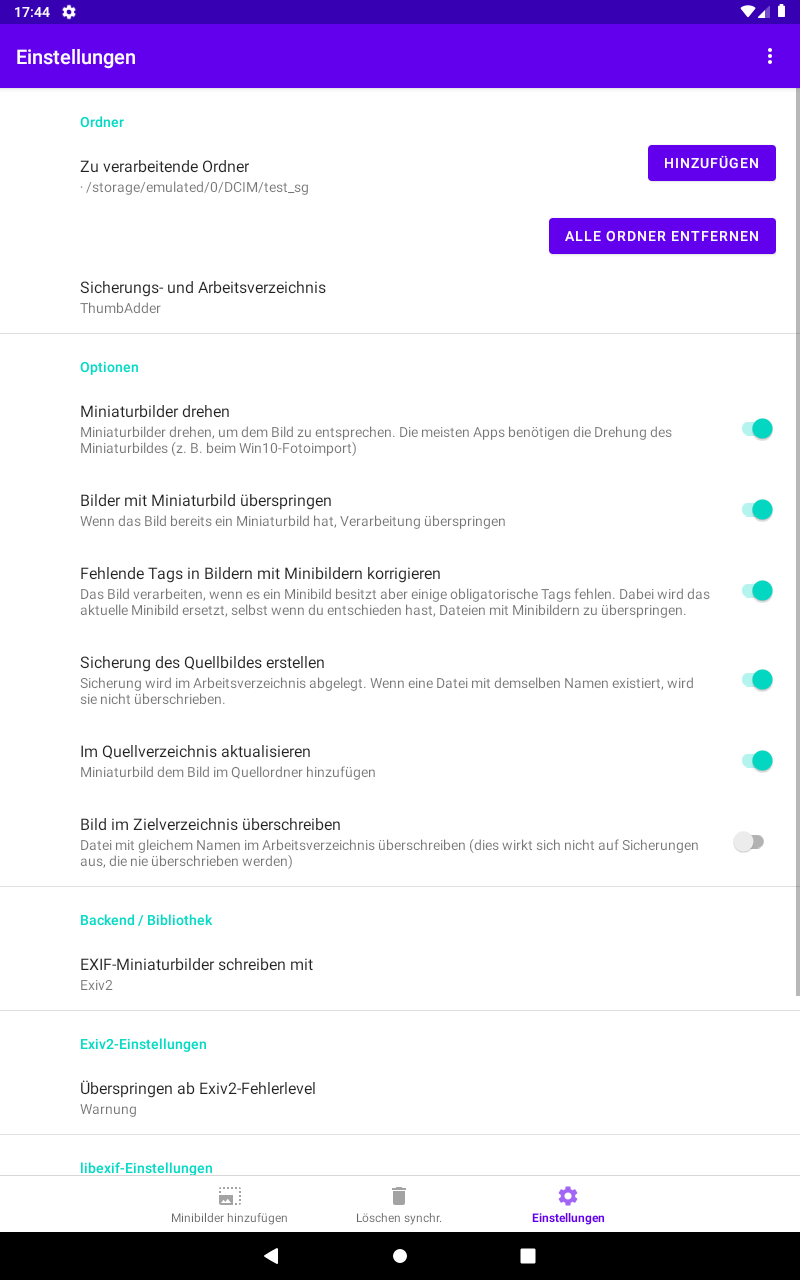 17:44
Einstellungen
Ordner
Zu verarbeitende Ordner
· /storage/emulated/0/DCIM/test_sg
HINZUFÜGEN
ALLE ORDNER ENTFERNEN
Sicherungs- und Arbeitsverzeichnis
ThumbAdder
Optionen
Miniaturbilder drehen
Miniaturbilder drehen, um dem Bild zu entsprechen. Die meisten Apps benötigen die Drehung des
Miniaturbildes (z. B. beim Win10-Fotoimport)
Bilder mit Miniaturbild überspringen
Wenn das Bild bereits ein Miniaturbild hat, Verarbeitung überspringen
Fehlende Tags in Bildern mit Minibildern korrigieren
Das Bild verarbeiten, wenn es ein Minibild besitzt aber einige obligatorische Tags fehlen. Dabei wird das
aktuelle Minibild ersetzt, selbst wenn du entschieden hast, Dateien mit Minibildern zu überspringen.
Sicherung des Quellbildes erstellen
Sicherung wird im Arbeitsverzeichnis abgelegt. Wenn eine Datei mit demselben Namen existiert, wird
sie nicht überschrieben.
Im Quellverzeichnis aktualisieren
Miniaturbild dem Bild im Quellordner hinzufügen
Bild im Zielverzeichnis überschreiben
Datei mit gleichem Namen im Arbeitsverzeichnis überschreiben (dies wirkt sich nicht auf Sicherungen
aus, die nie überschrieben werden)
Backend / Bibliothek
EXIF-Miniaturbilder schreiben mit
Exiv2
Exiv2-Einstellungen
Überspringen ab Exiv2-Fehlerlevel
Warnung
libexif-Einstellungen
Minibilder hinzufügen
Löschen synchr.
Einstellungen